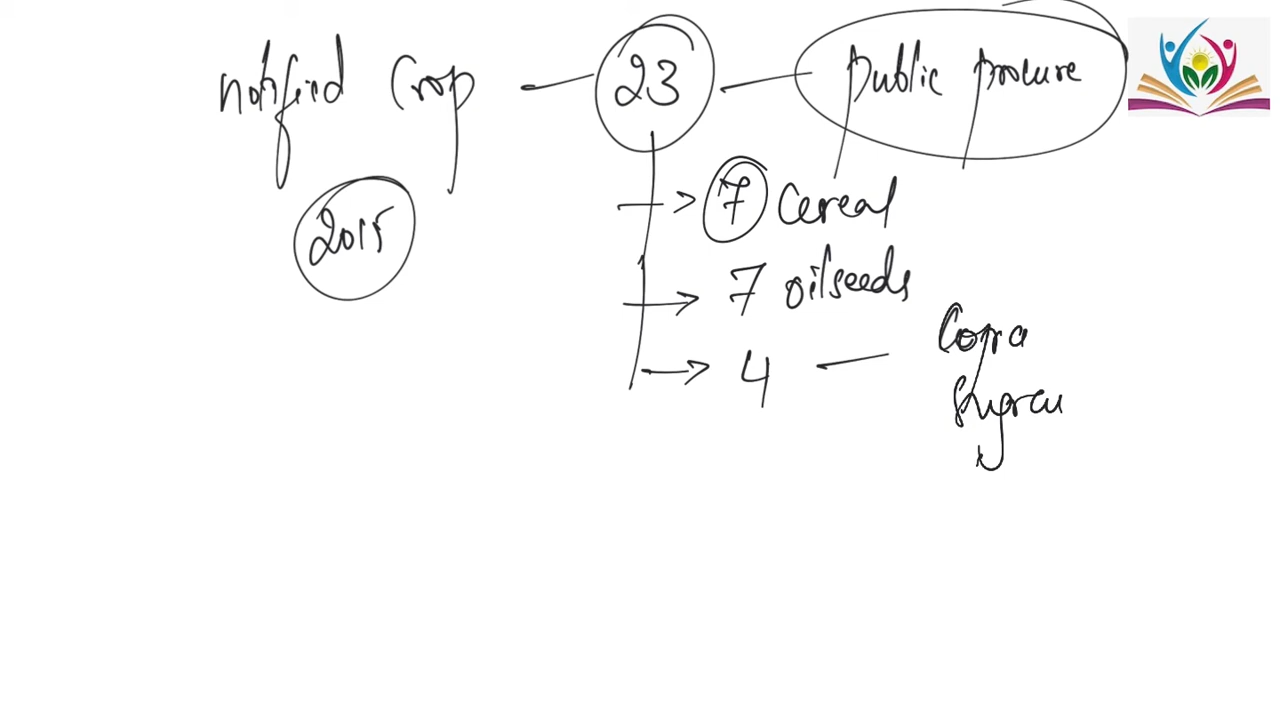 notified Crop — 23 — public procure
2015
→ 7 Cereal
→ 7 oilseeds
→ 4 — Copra